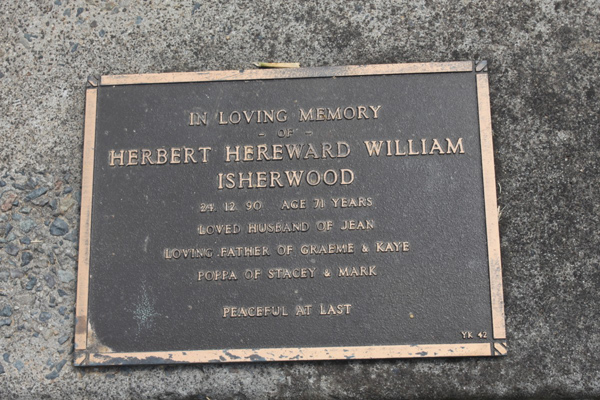 IN LOVING MEMORY
- OF -
HERBERT HEREWARD WILLIAM
ISHERWOOD
24. 12. 90 AGE 71 YEARS
LOVED HUSBAND OF JEAN
LOVING FATHER OF GRAEME & KAYE
POPPA OF STACEY & MARK
PEACEFUL AT LAST
YK 42